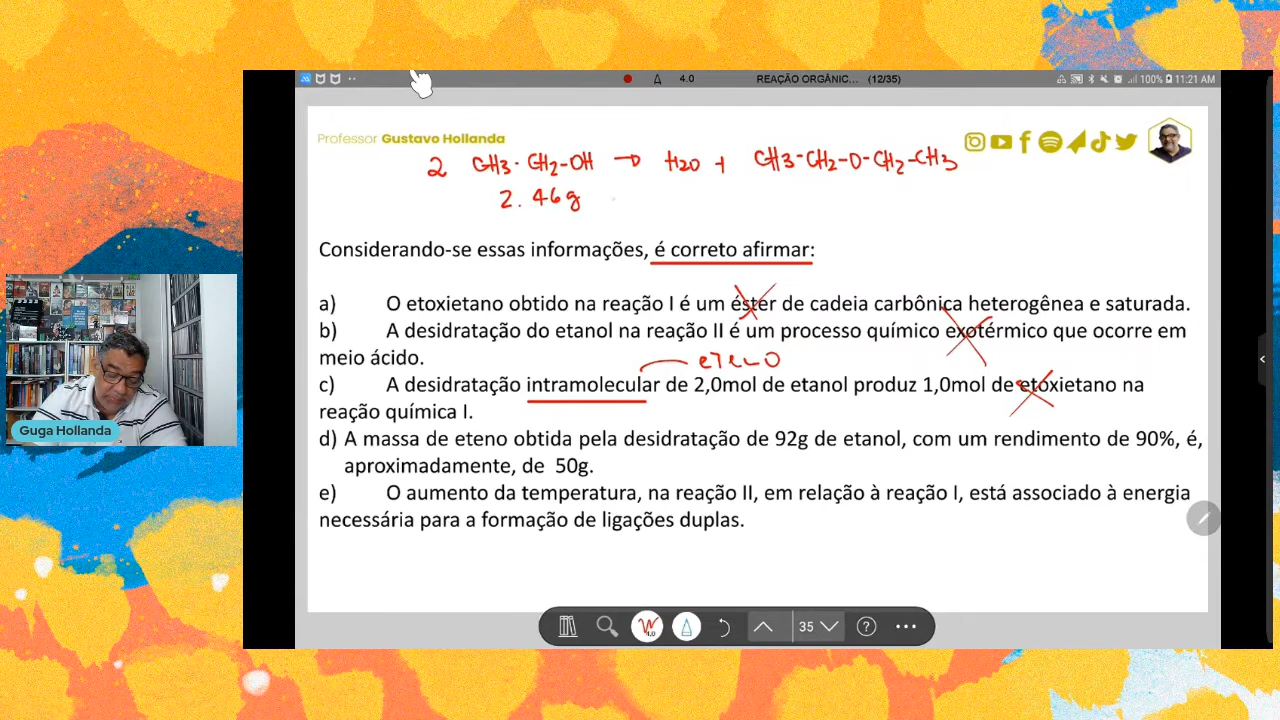 4.0 REAÇÃO ORGÂNIC... (12/35) 100% 11:21 AM
Professor Gustavo Hollanda
2 CH3-CH2-OH → H2O + CH3-CH2-O-CH2-CH3
2. 46g
Considerando-se essas informações, é correto afirmar:
a) O etoxietano obtido na reação I é um éster de cadeia carbônica heterogênea e saturada.
b) A desidratação do etanol na reação II é um processo químico exotérmico que ocorre em
meio ácido.
eTeno
c) A desidratação intramolecular de 2,0mol de etanol produz 1,0mol de etoxietano na
reação química I.
d) A massa de eteno obtida pela desidratação de 92g de etanol, com um rendimento de 90%, é,
aproximadamente, de 50g.
e) O aumento da temperatura, na reação II, em relação à reação I, está associado à energia
necessária para a formação de ligações duplas.
Guga Hollanda
4.0
35
?